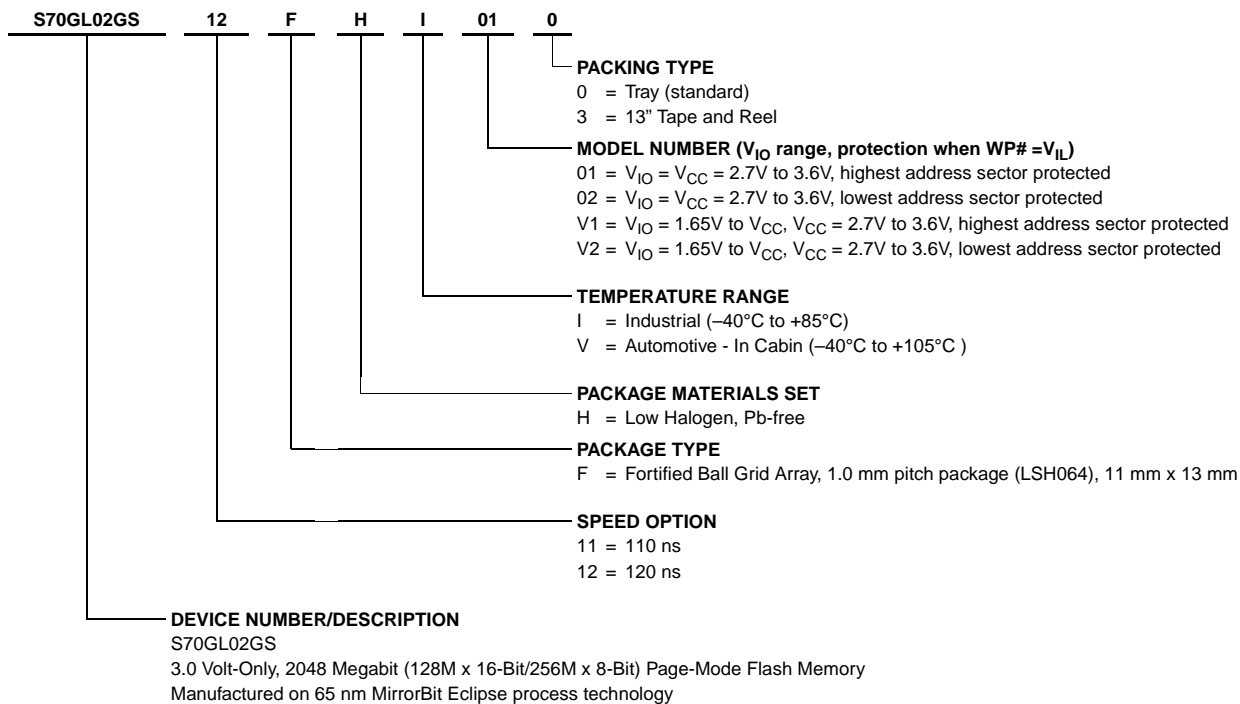 S70GL02GS 12 F H I 01 0
PACKING TYPE
0 = Tray (standard)
3 = 13” Tape and Reel
MODEL NUMBER (VIO range, protection when WP# =VIL)
01 = VIO = VCC = 2.7V to 3.6V, highest address sector protected
02 = VIO = VCC = 2.7V to 3.6V, lowest address sector protected
V1 = VIO = 1.65V to VCC, VCC = 2.7V to 3.6V, highest address sector protected
V2 = VIO = 1.65V to VCC, VCC = 2.7V to 3.6V, lowest address sector protected
TEMPERATURE RANGE
I = Industrial (–40°C to +85°C)
V = Automotive - In Cabin (–40°C to +105°C )
PACKAGE MATERIALS SET
H = Low Halogen, Pb-free
PACKAGE TYPE
F = Fortified Ball Grid Array, 1.0 mm pitch package (LSH064), 11 mm x 13 mm
SPEED OPTION
11 = 110 ns
12 = 120 ns
DEVICE NUMBER/DESCRIPTION
S70GL02GS
3.0 Volt-Only, 2048 Megabit (128M x 16-Bit/256M x 8-Bit) Page-Mode Flash Memory
Manufactured on 65 nm MirrorBit Eclipse process technology